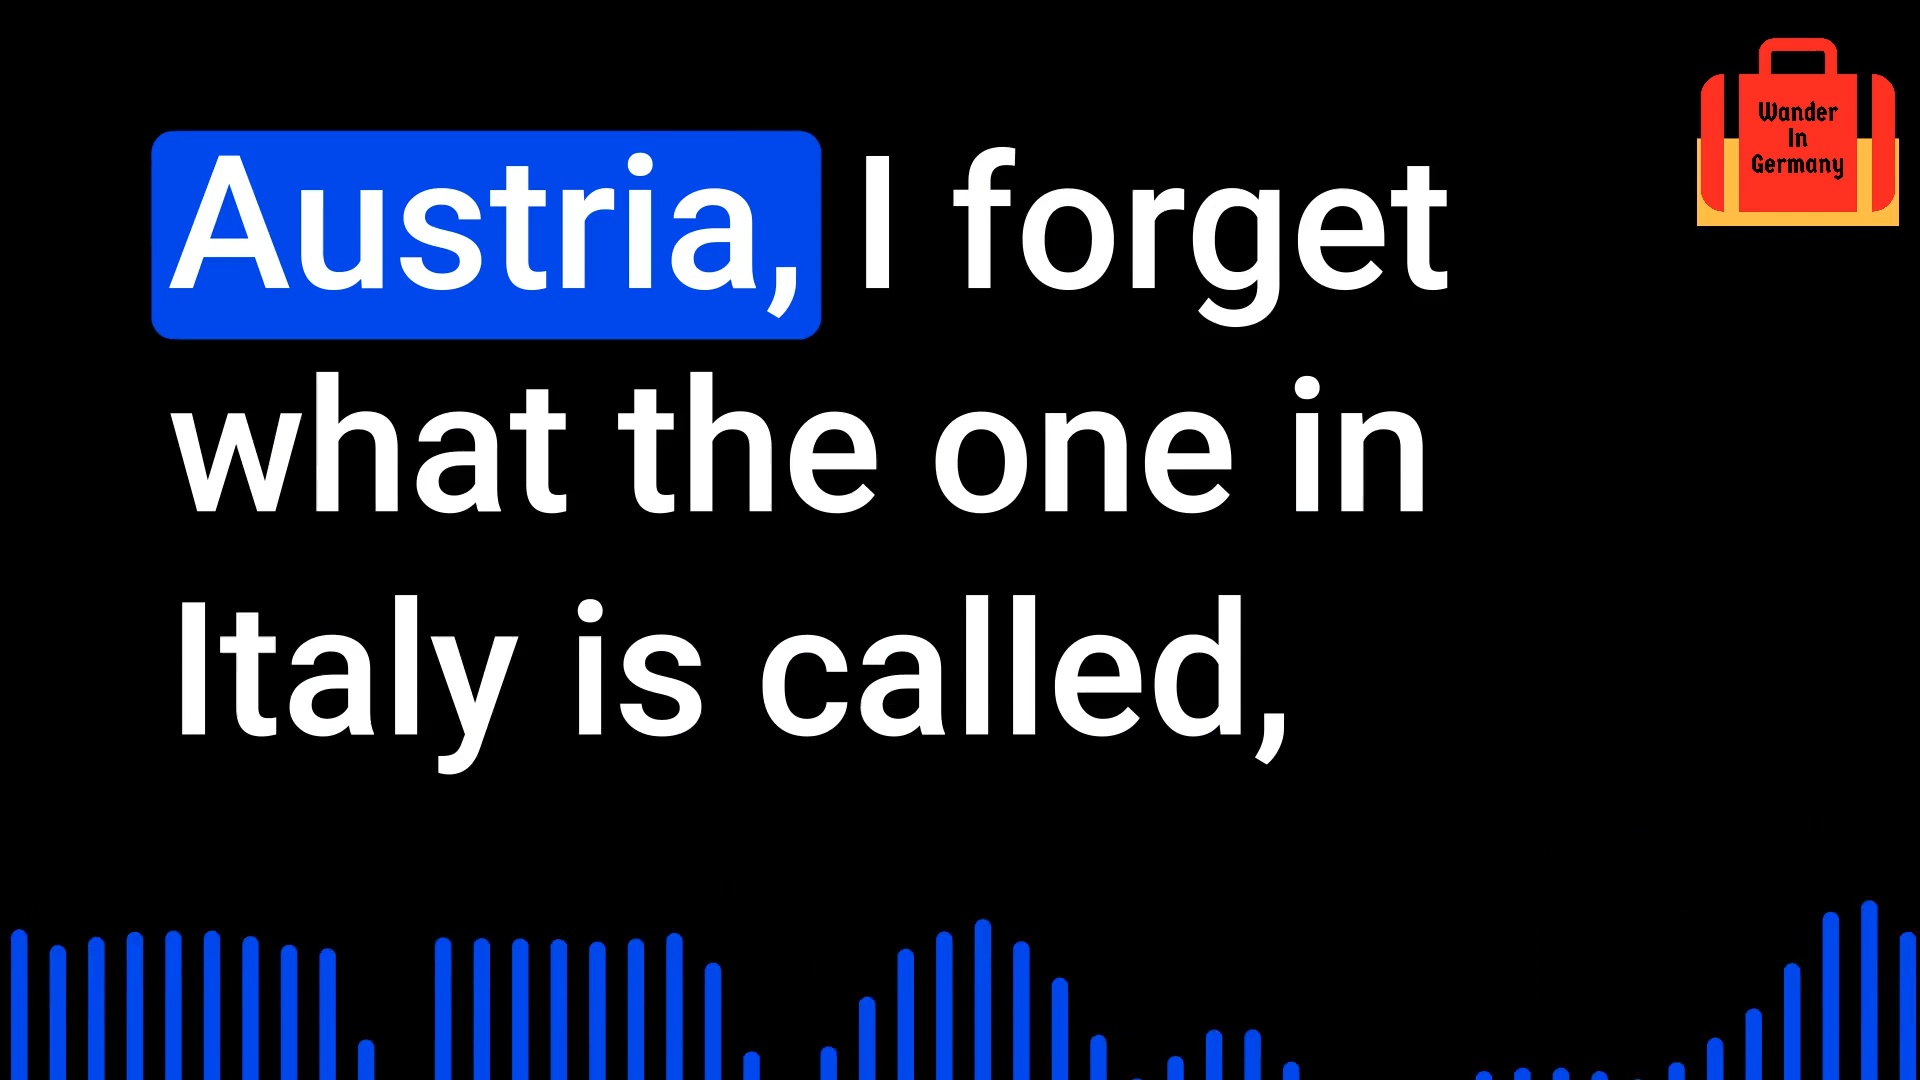 Austria, I forget
what the one in
Italy is called,
Wander
In
Germany